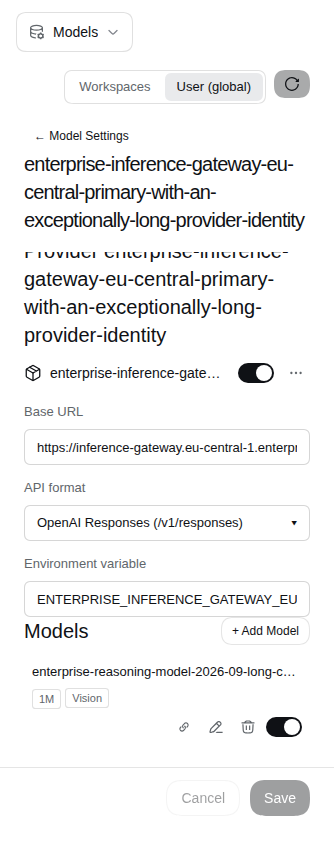 Models
Workspaces
User (global)
← Model Settings
enterprise-inference-gateway-eu-
central-primary-with-an-
exceptionally-long-provider-identity
Provider enterprise-inference-
gateway-eu-central-primary-
with-an-exceptionally-long-
provider-identity
enterprise-inference-gate…
Base URL
https://inference-gateway.eu-central-1.enterpr
API format
OpenAI Responses (/v1/responses)
Environment variable
ENTERPRISE_INFERENCE_GATEWAY_EU
Models
+ Add Model
enterprise-reasoning-model-2026-09-long-c…
1M
Vision
Cancel
Save